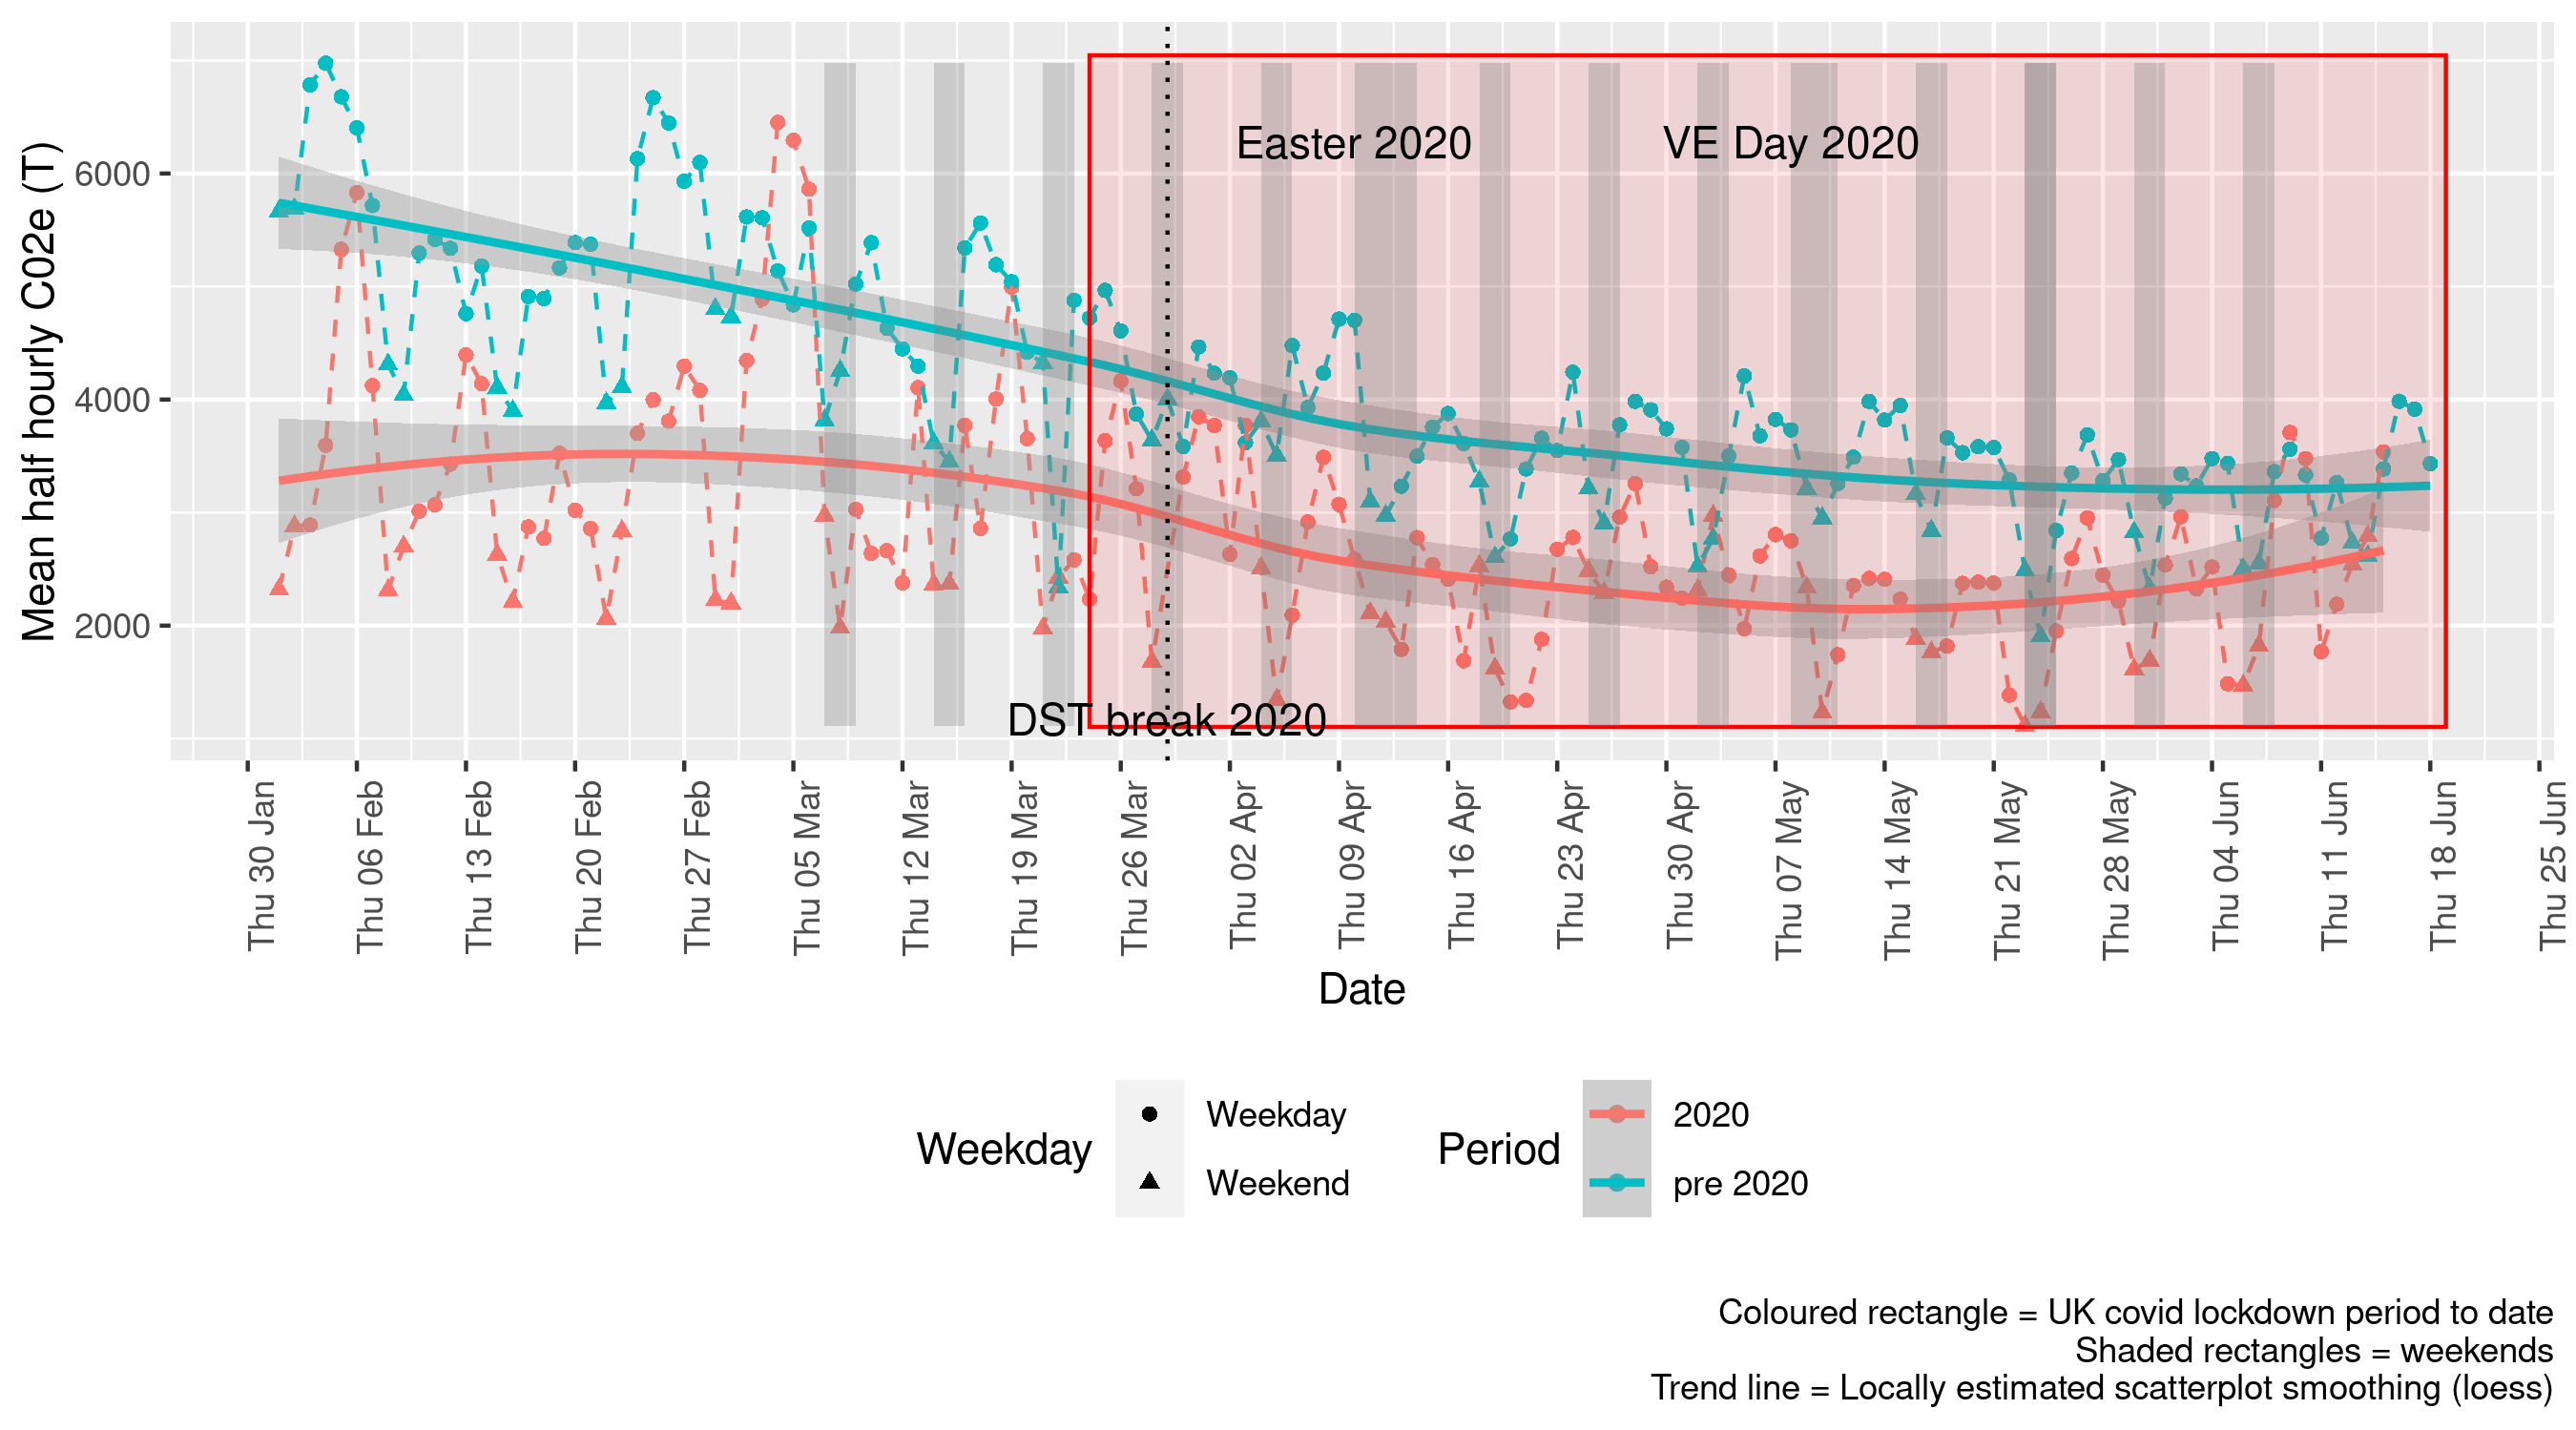 Mean half hourly C02e (T)
6000
4000
2000
Easter 2020
VE Day 2020
DST break 2020
Thu 30 Jan
Thu 06 Feb
Thu 13 Feb
Thu 20 Feb
Thu 27 Feb
Thu 05 Mar
Thu 12 Mar
Thu 19 Mar
Thu 26 Mar
Thu 02 Apr
Thu 09 Apr
Thu 16 Apr
Thu 23 Apr
Thu 30 Apr
Thu 07 May
Thu 14 May
Thu 21 May
Thu 28 May
Thu 04 Jun
Thu 11 Jun
Thu 18 Jun
Thu 25 Jun
Date
Weekday
Weekday
Weekend
Period
2020
pre 2020
Coloured rectangle = UK covid lockdown period to date
Shaded rectangles = weekends
Trend line = Locally estimated scatterplot smoothing (loess)